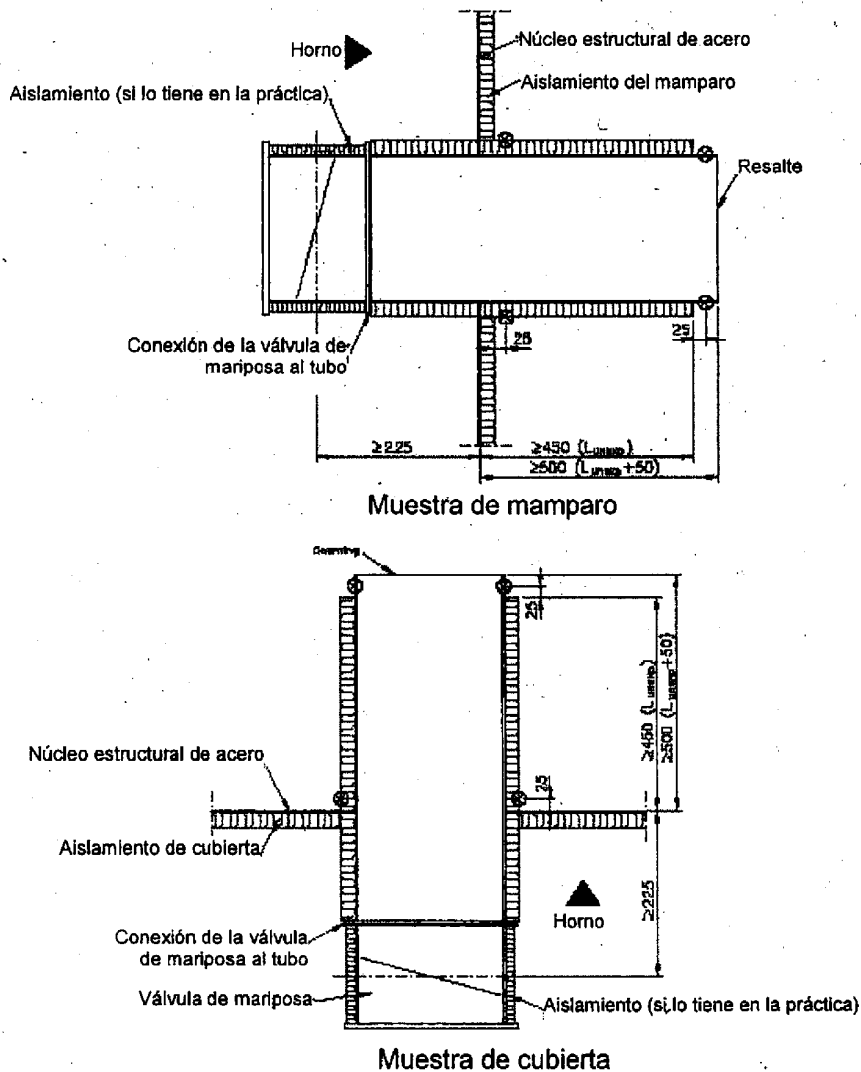 Núcleo estructural de acero
Horno
Aislamiento del mamparo
Aislamiento (si lo tiene en la práctica)
Resalte
Conexión de la válvula de
mariposa al tubo
25
25
≥225
≥450 (L
≥500 (L +50)
Muestra de mamparo
25
≥450 (L
≥500 (L +50)
Núcleo estructural de acero
25
Aislamiento de cubierta
≥225
Horno
Conexión de la válvula
de mariposa al tubo
Válvula de mariposa
Aislamiento (si lo tiene en la práctica)
Muestra de cubierta